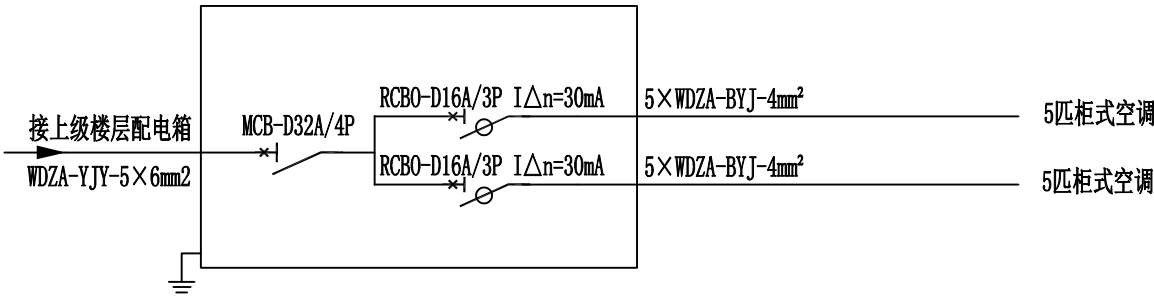 RCBO-D16A/3P I△n=30mA
5×WDZA-BYJ-4mm²
5匹柜式空调
接上级楼层配电箱
MCB-D32A/4P
WDZA-YJY-5×6mm2
RCBO-D16A/3P I△n=30mA
5×WDZA-BYJ-4mm²
5匹柜式空调